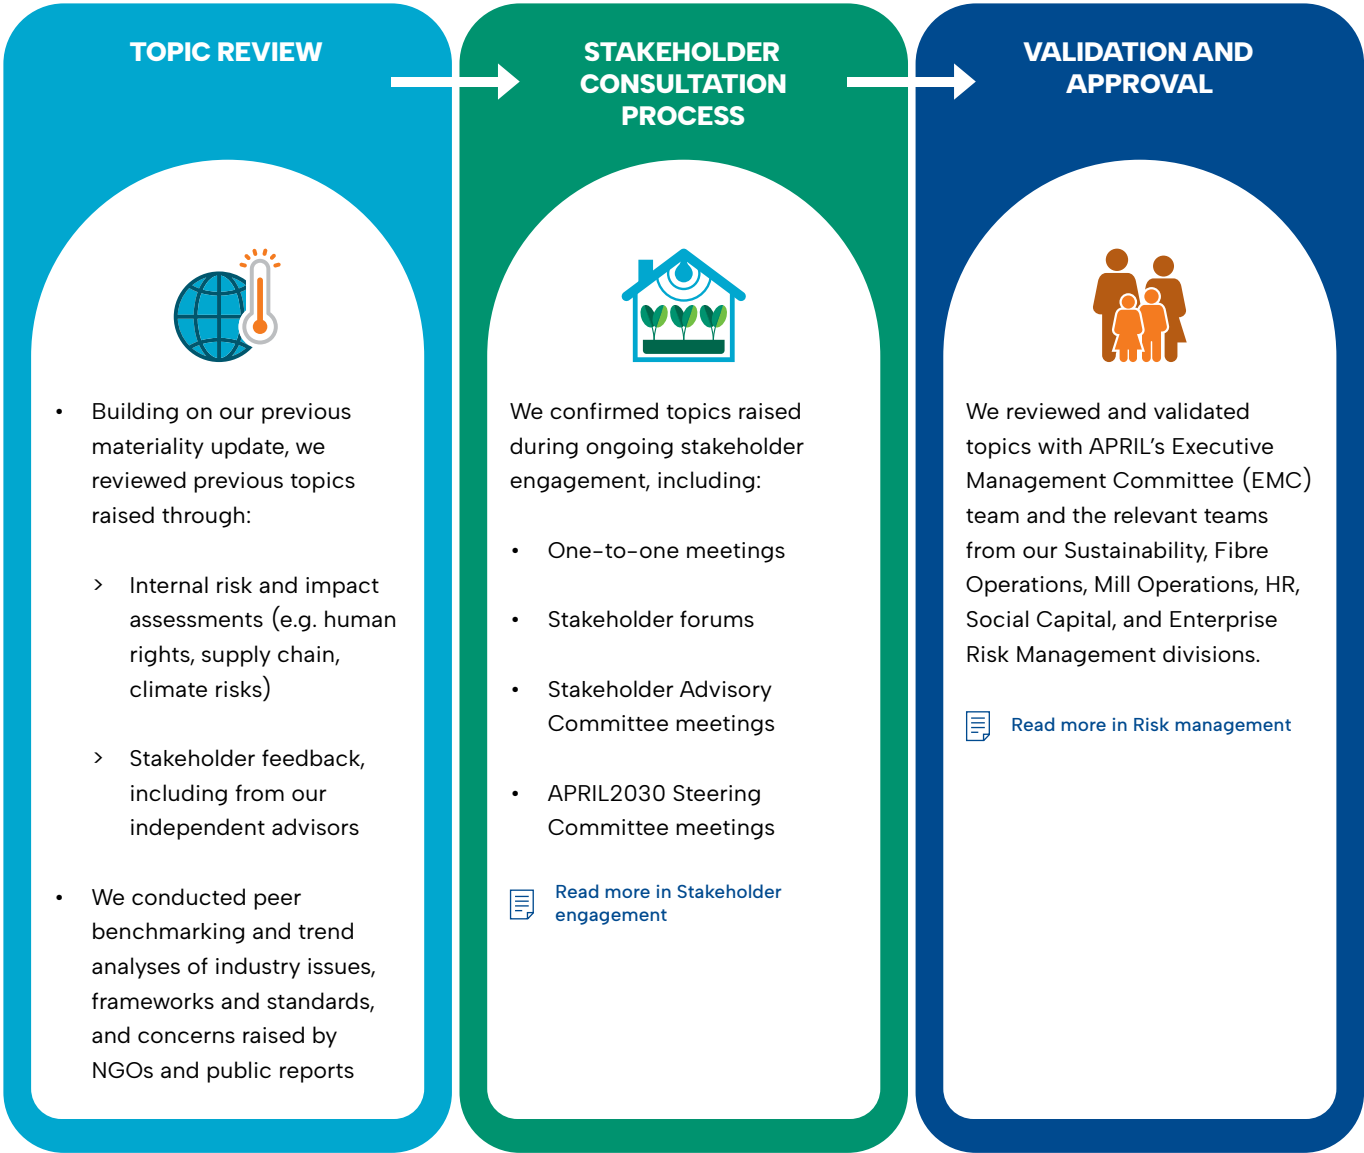 TOPIC REVIEW
• Building on our previous
materiality update, we
reviewed previous topics
raised through:
> Internal risk and impact
assessments (e.g. human
rights, supply chain,
climate risks)
> Stakeholder feedback,
including from our
independent advisors
• We conducted peer
benchmarking and trend
analyses of industry issues,
frameworks and standards,
and concerns raised by
NGOs and public reports
STAKEHOLDER
CONSULTATION
PROCESS
We confirmed topics raised
during ongoing stakeholder
engagement, including:
• One-to-one meetings
• Stakeholder forums
• Stakeholder Advisory
Committee meetings
• APRIL2030 Steering
Committee meetings
Read more in Stakeholder
engagement
VALIDATION AND
APPROVAL
We reviewed and validated
topics with APRIL’s Executive
Management Committee (EMC)
team and the relevant teams
from our Sustainability, Fibre
Operations, Mill Operations, HR,
Social Capital, and Enterprise
Risk Management divisions.
Read more in Risk management